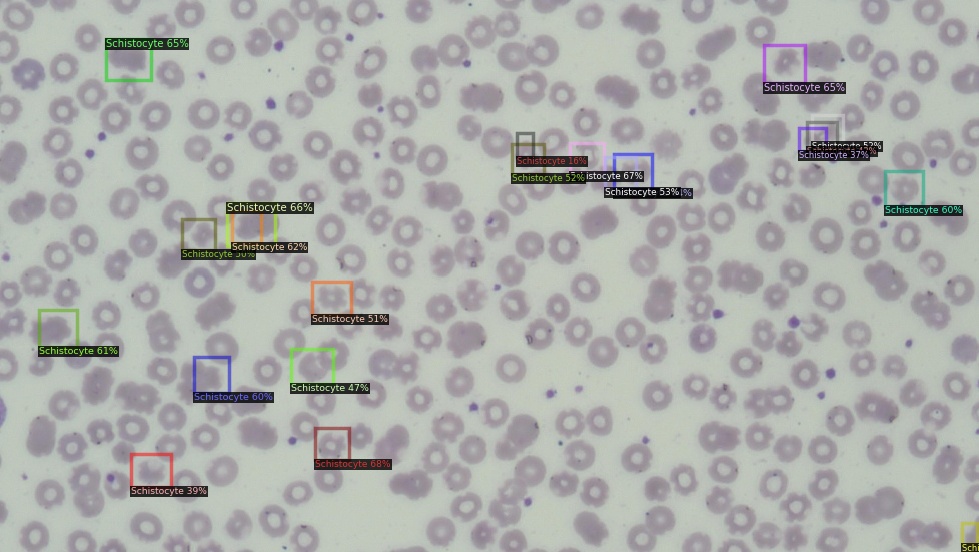 Schistocyte 65%
Schistocyte 65%
Schistocyte 52%
Schistocyte 37%
Schistocyte 16%
Schistocyte 52%
67%
Schistocyte 53%
Schistocyte 60%
Schistocyte 66%
Schistocyte 62%
Schistocyte 51%
Schistocyte 61%
Schistocyte 47%
Schistocyte 60%
Schistocyte 68%
Schistocyte 39%